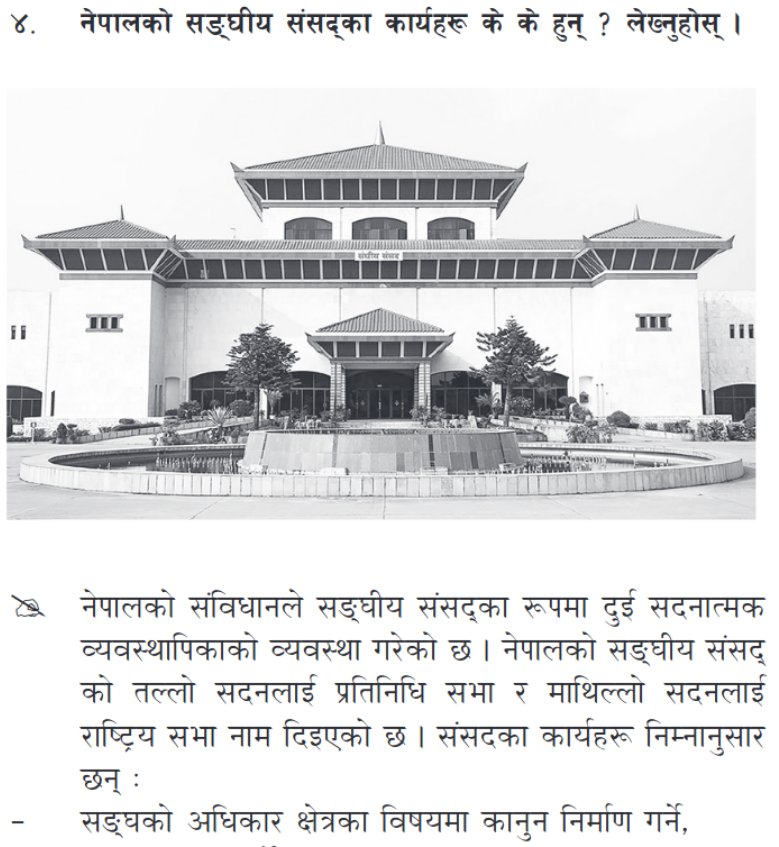 ४. नेपालको सङ्घीय संसद्का कार्यहरू के के हुन् ? लेख्नुहोस् ।
संघीय संसद
नेपालको संविधानले सङ्घीय संसद्का रूपमा दुई सदनात्मक
व्यवस्थापिकाको व्यवस्था गरेको छ । नेपालको सङ्घीय संसद्
को तल्लो सदनलाई प्रतिनिधि सभा र माथिल्लो सदनलाई
राष्ट्रिय सभा नाम दिइएको छ । संसदका कार्यहरू निम्नानुसार
छन् :
- सङ्घको अधिकार क्षेत्रका विषयमा कानुन निर्माण गर्ने,